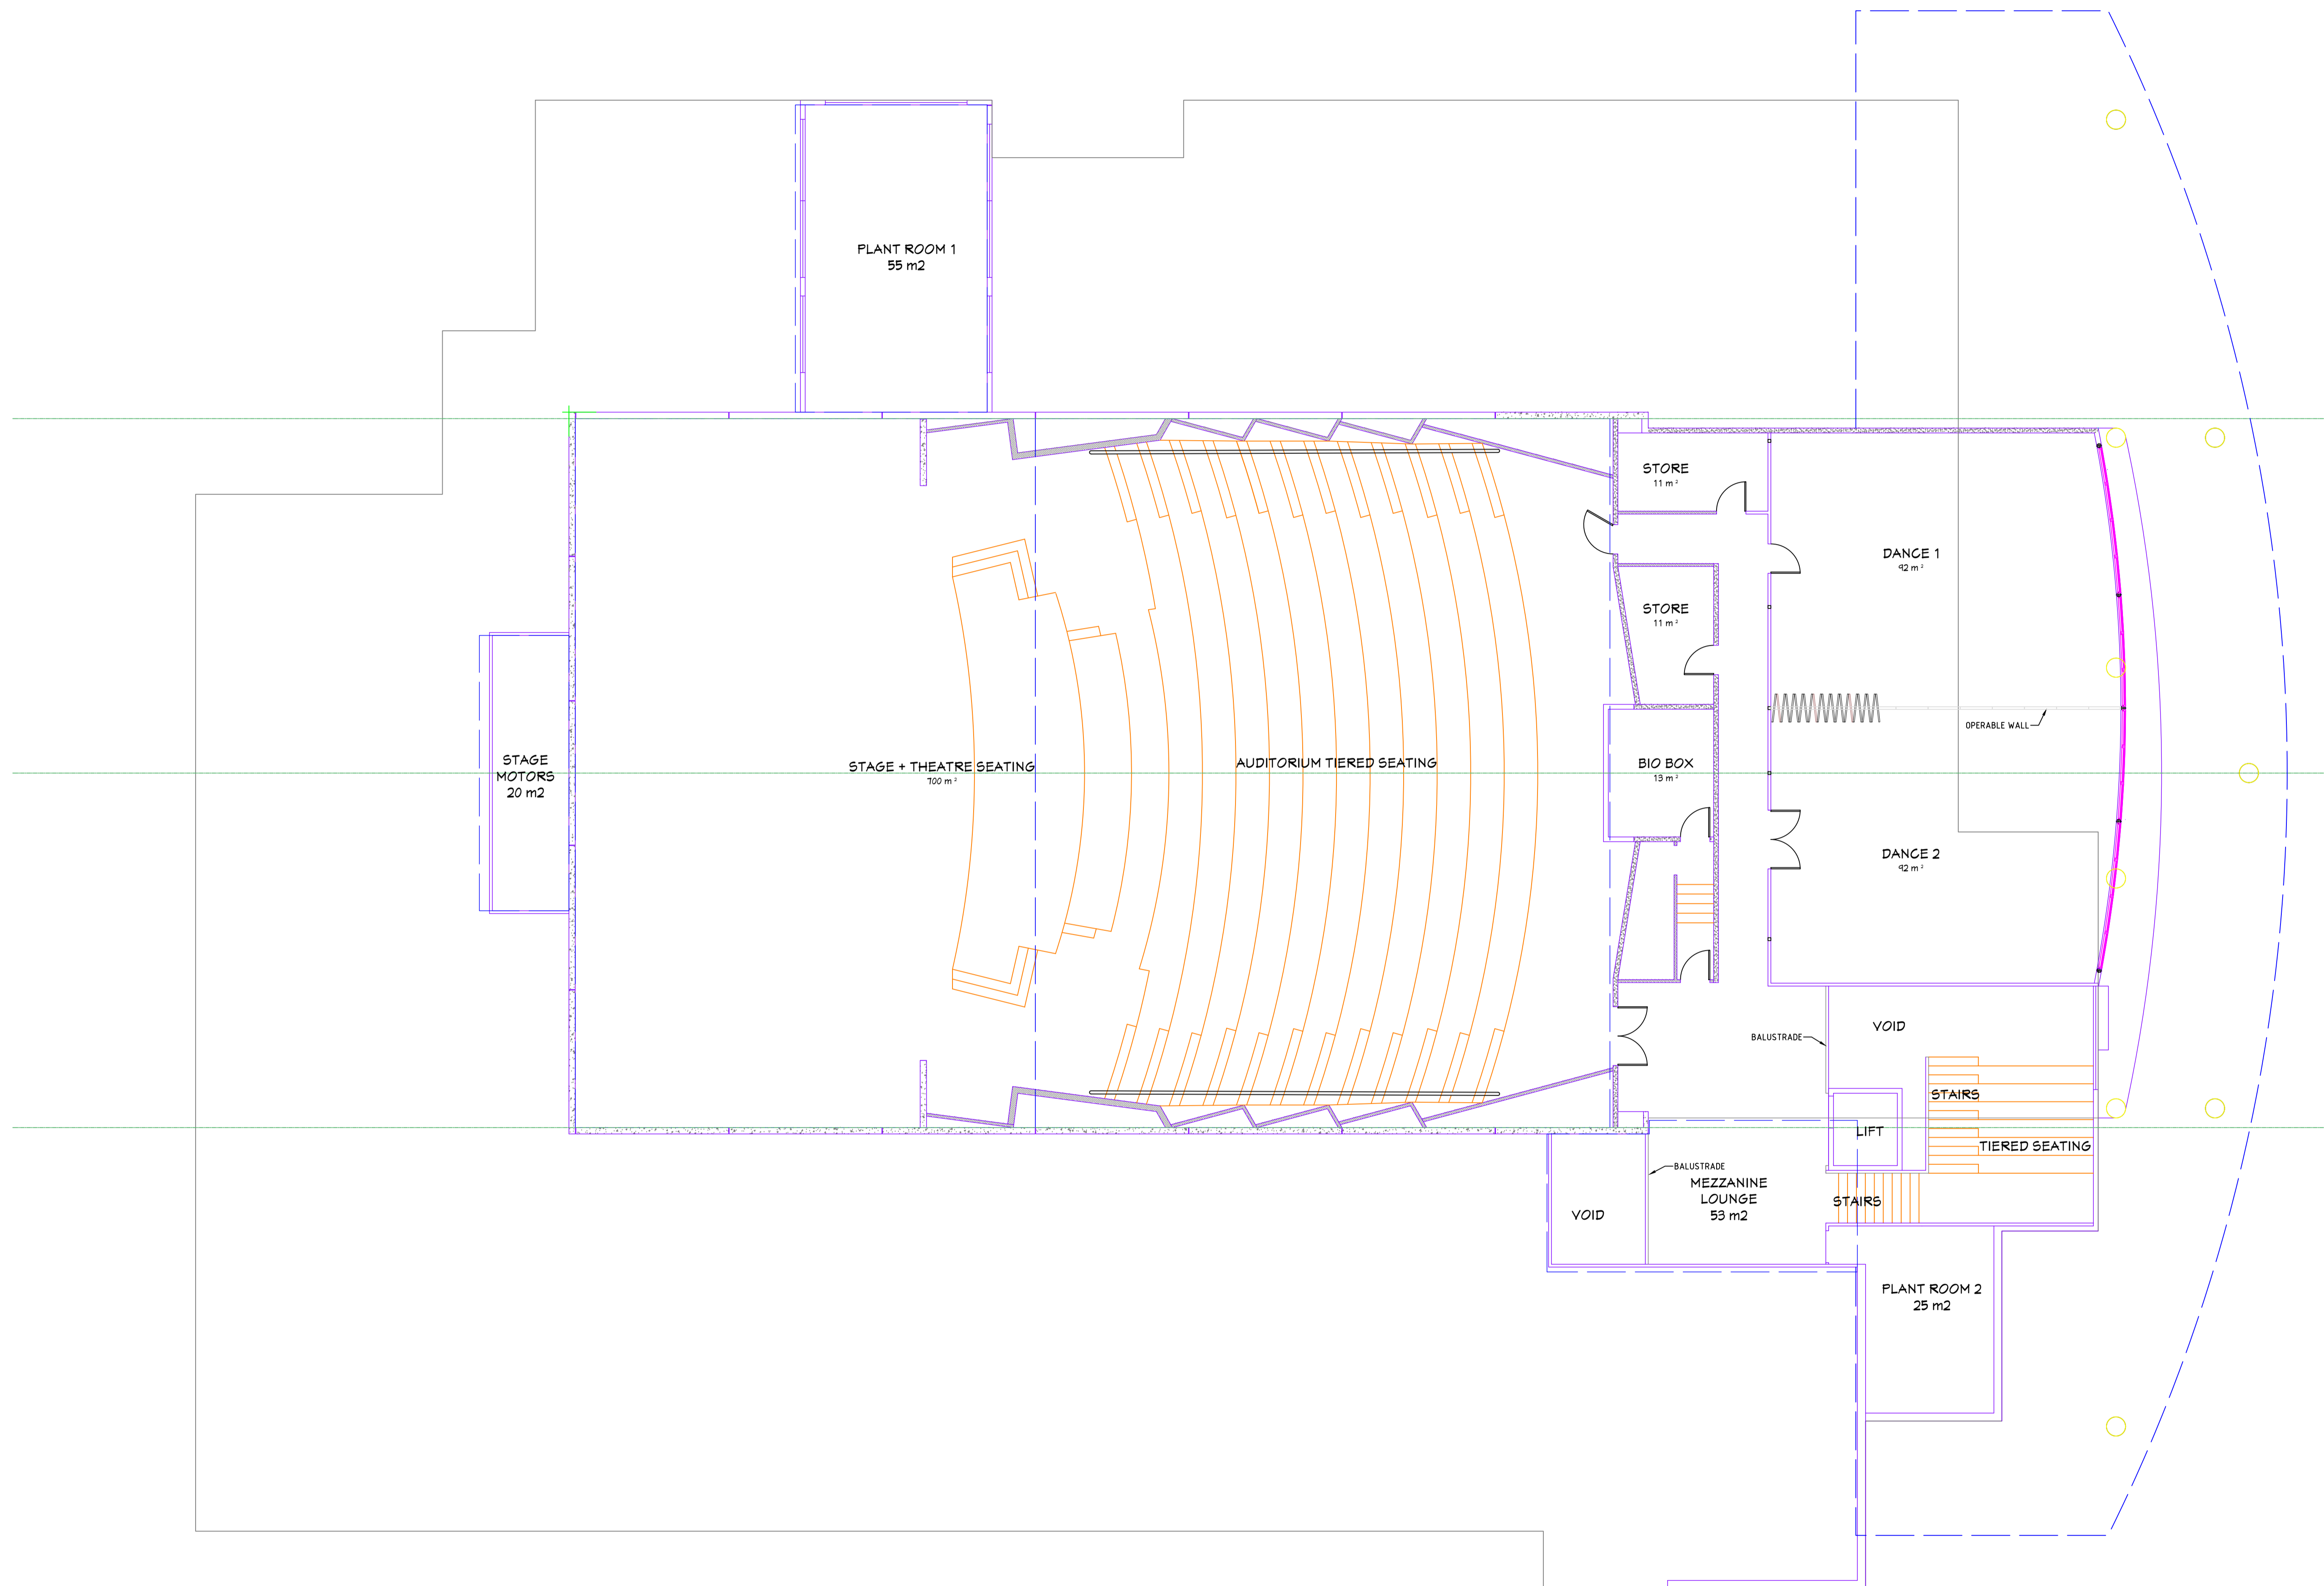 PLANT ROOM 1
55 m2
STORE
11 m²
DANCE 1
92 m²
STORE
11 m²
OPERABLE WALL
STAGE
MOTORS
20 m2
STAGE + THEATRE SEATING
700 m²
AUDITORIUM TIERED SEATING
BIO BOX
13 m²
DANCE 2
92 m²
VOID
BALUSTRADE
STAIRS
LIFT
TIERED SEATING
BALUSTRADE
MEZZANINE
LOUNGE
53 m2
STAIRS
VOID
PLANT ROOM 2
25 m2